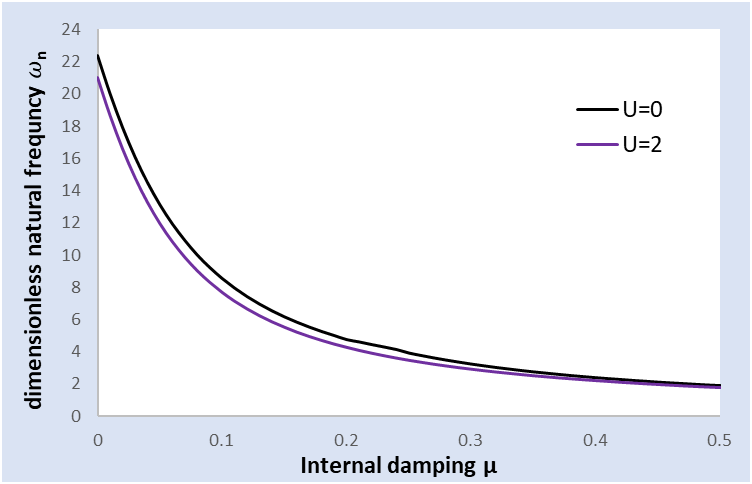 dimensionless natural frequncy ωn
24
22
20
18
16
14
12
10
8
6
4
2
0
U=0
U=2
0 0.1 0.2 0.3 0.4 0.5
Internal damping μ